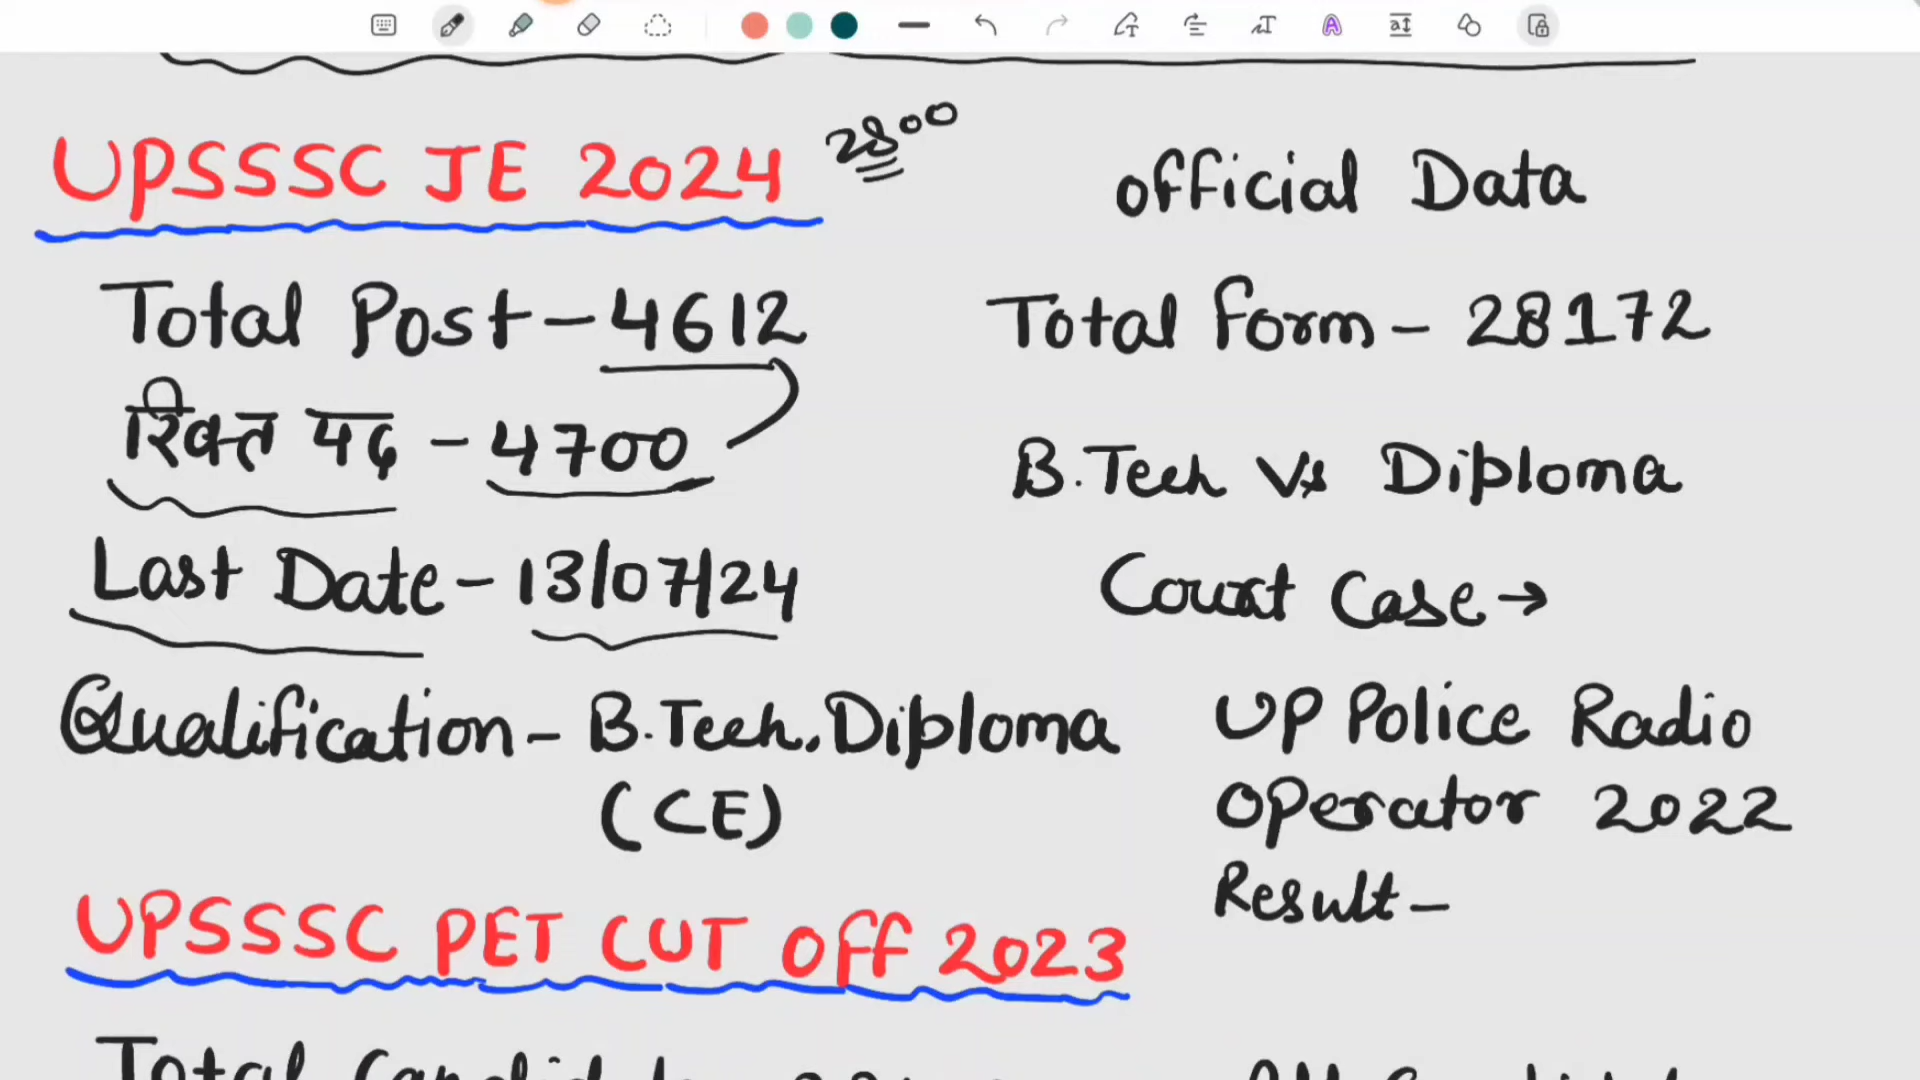 UPSSSC JE 2024 2800
Total Post - 4612
रिक्त पद - 4700
Last Date - 13/07/24
Qualification - B.Tech, Diploma
(CE)
official Data
Total form - 28172
B.Tech Vs Diploma
Court Case →
UP Police Radio
Operator 2022
Result -
UPSSSC PET CUT Off 2023
Total